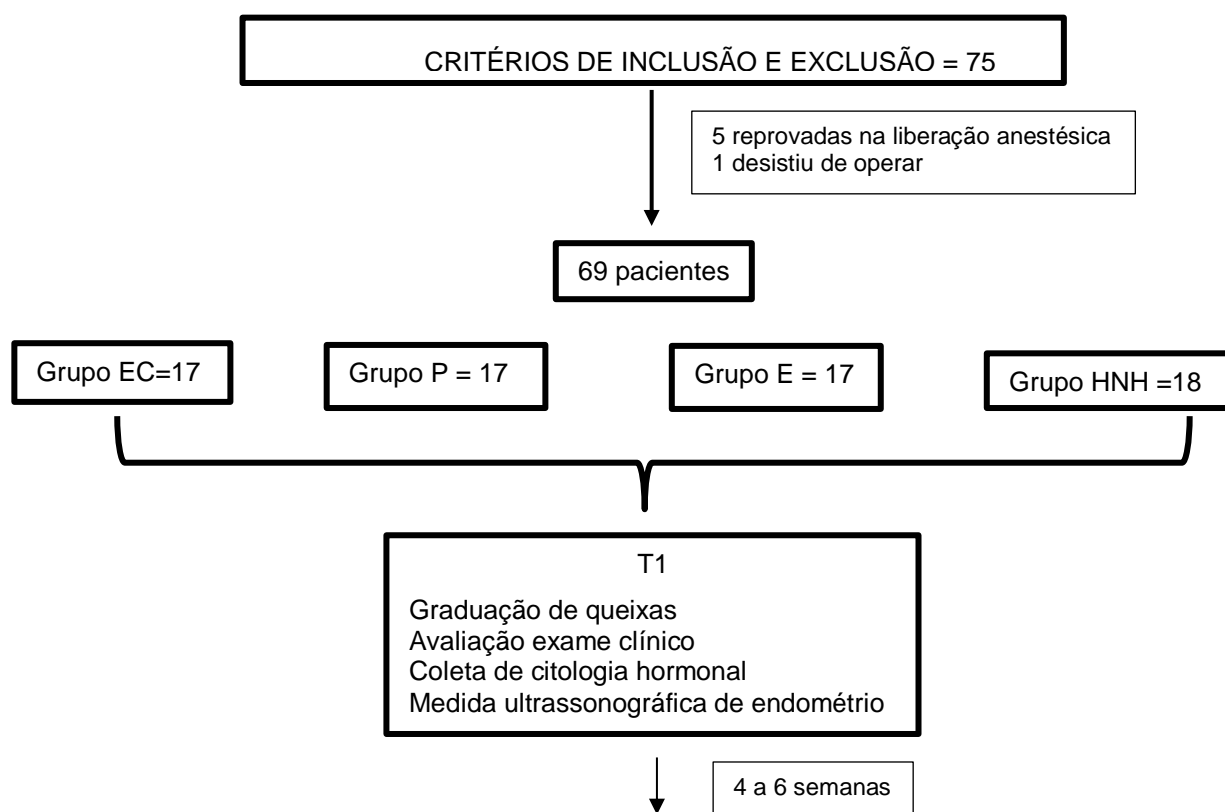 CRITÉRIOS DE INCLUSÃO E EXCLUSÃO = 75
5 reprovadas na liberação anestésica
1 desistiu de operar
69 pacientes
Grupo EC=17
Grupo P = 17
Grupo E = 17
Grupo HNH =18
T1
Graduação de queixas
Avaliação exame clínico
Coleta de citologia hormonal
Medida ultrassonográfica de endométrio
4 a 6 semanas